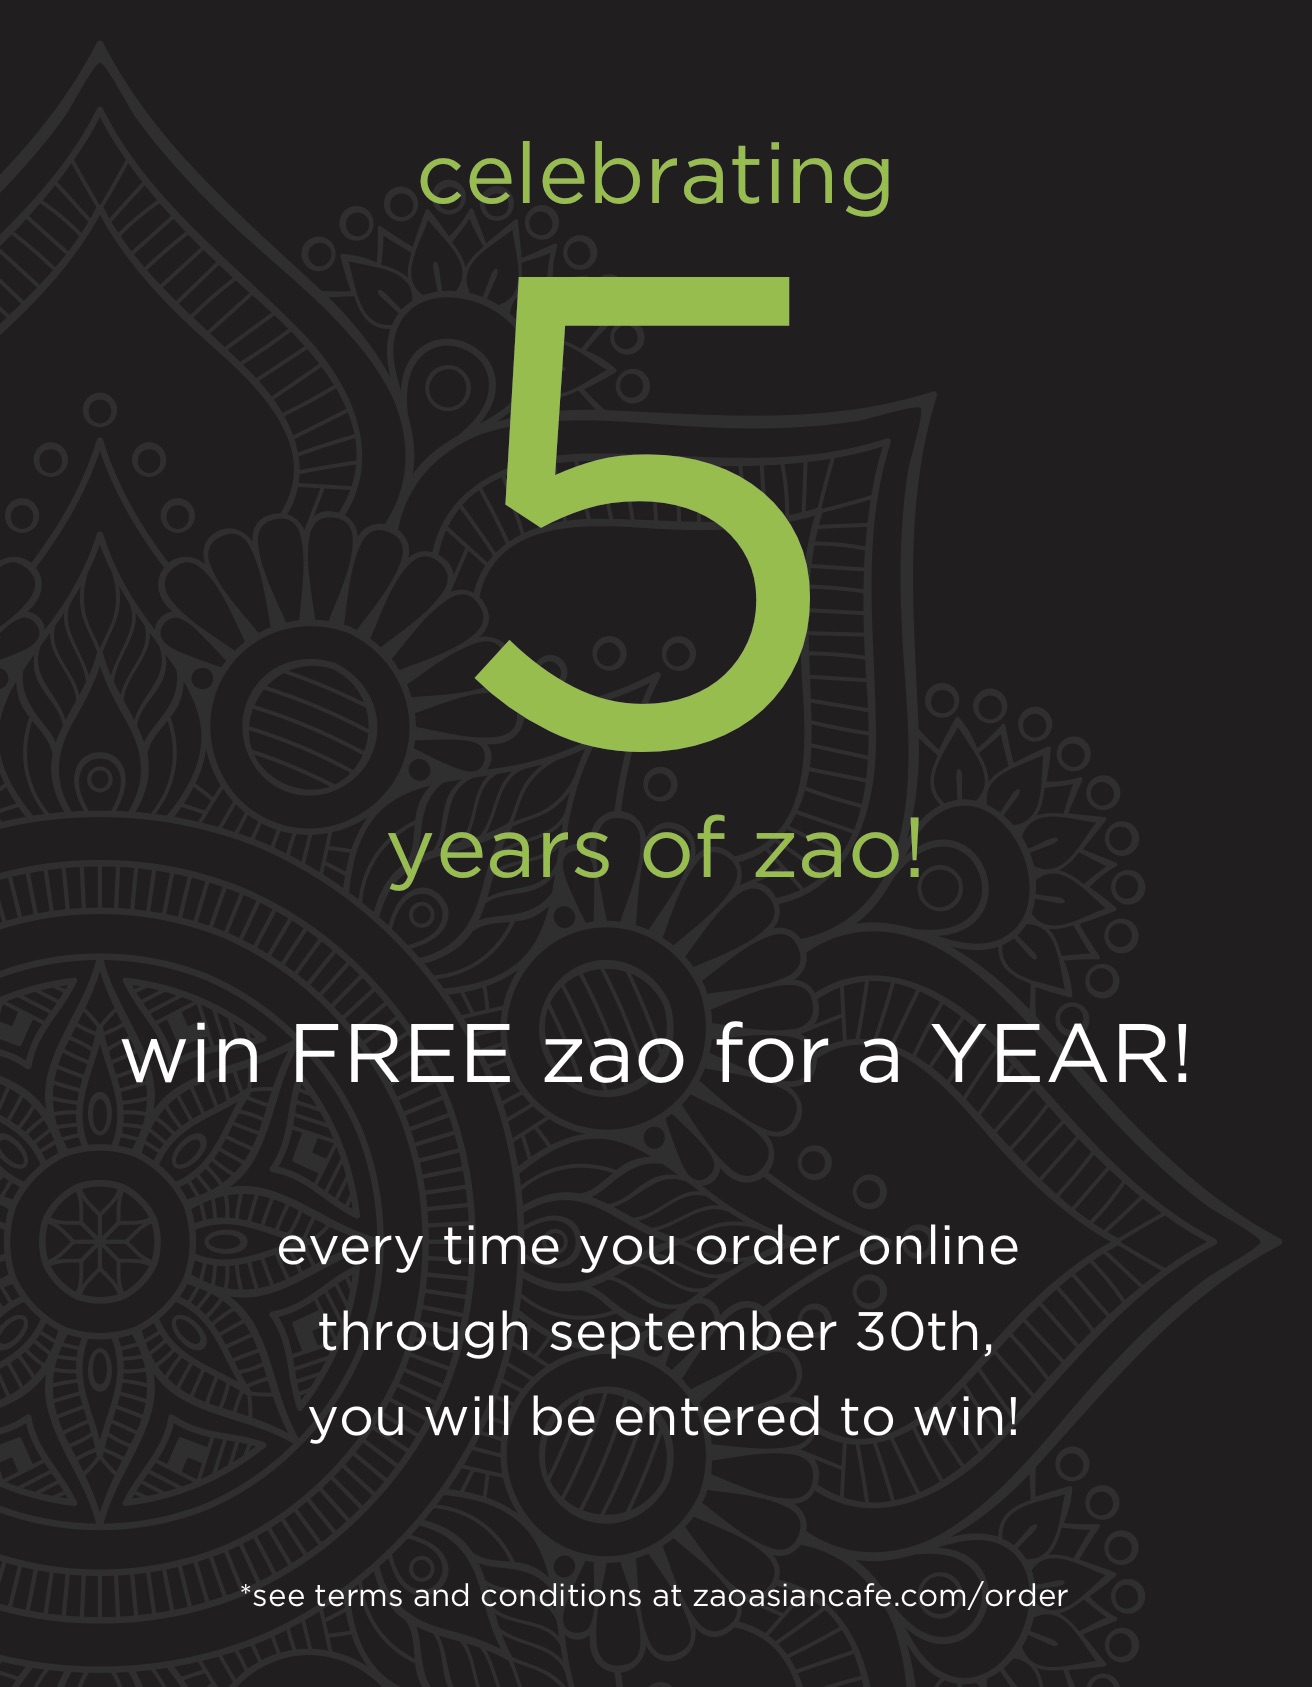 celebrating
5
years of zao!
win FREE zao for a YEAR!
every time you order online
through september 30th,
you will be entered to win!
*see terms and conditions at zaoasiancafe.com/order